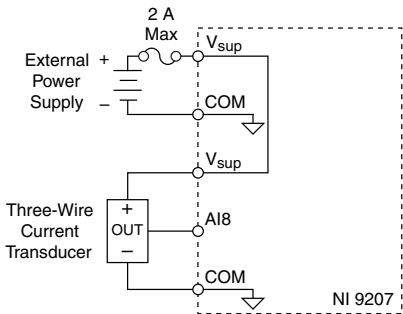 2 A
Max
External
Power
Supply
+
–
Vsup
COM
Vsup
Three-Wire
Current
Transducer
+
OUT
–
AI8
COM
NI 9207